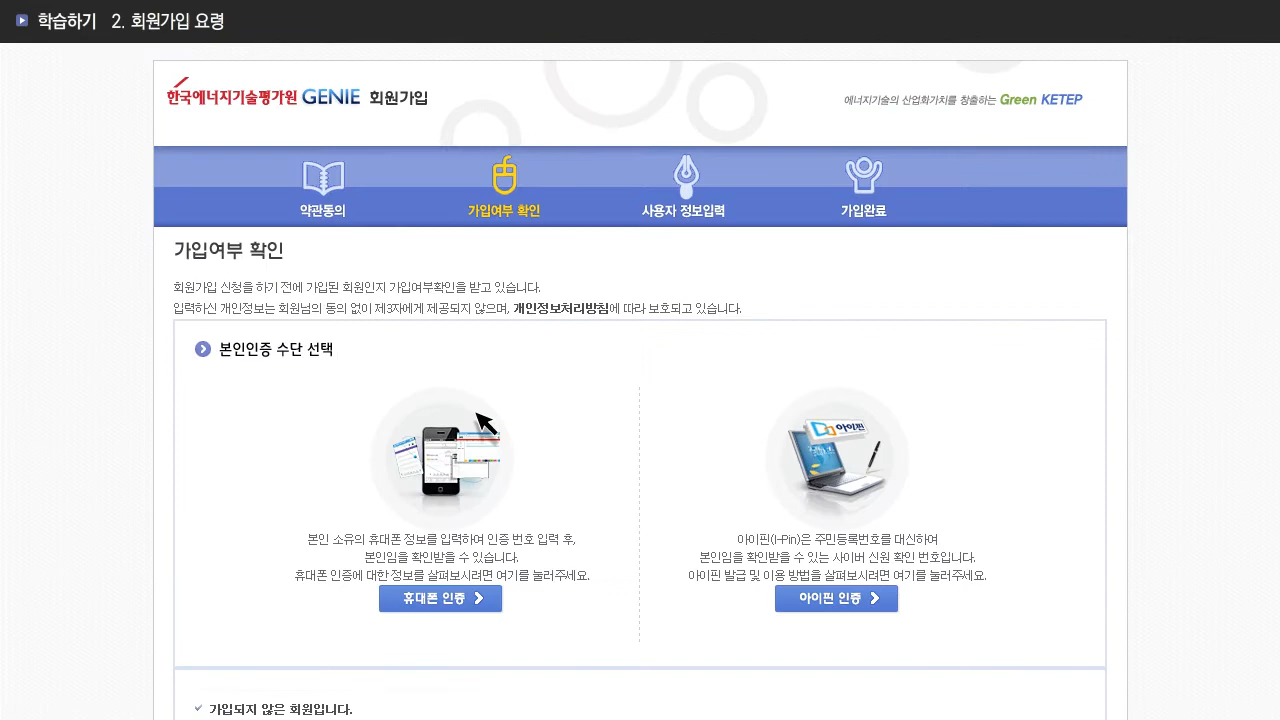 학습하기 2. 회원가입 요령
한국에너지기술평가원 GENIE 회원가입
에너지기술의 산업화가치를 창출하는 Green KETEP
약관동의 가입여부 확인 사용자 정보입력 가입완료
가입여부 확인
회원가입 신청을 하기 전에 가입된 회원인지 가입여부확인을 받고 있습니다.
입력하신 개인정보는 회원님의 동의 없이 제3자에게 제공되지 않으며, 개인정보처리방침에 따라 보호되고 있습니다.
본인인증 수단 선택
아이핀
본인 소유의 휴대폰 정보를 입력하여 인증 번호 입력 후,
본인임을 확인받을 수 있습니다.
휴대폰 인증에 대한 정보를 살펴보시려면 여기를 눌러주세요.
휴대폰 인증
아이핀(I-Pin)은 주민등록번호를 대신하여
본인임을 확인받을 수 있는 사이버 신원 확인 번호입니다.
아이핀 발급 및 이용 방법을 살펴보시려면 여기를 눌러주세요.
아이핀 인증
가입되지 않은 회원입니다.